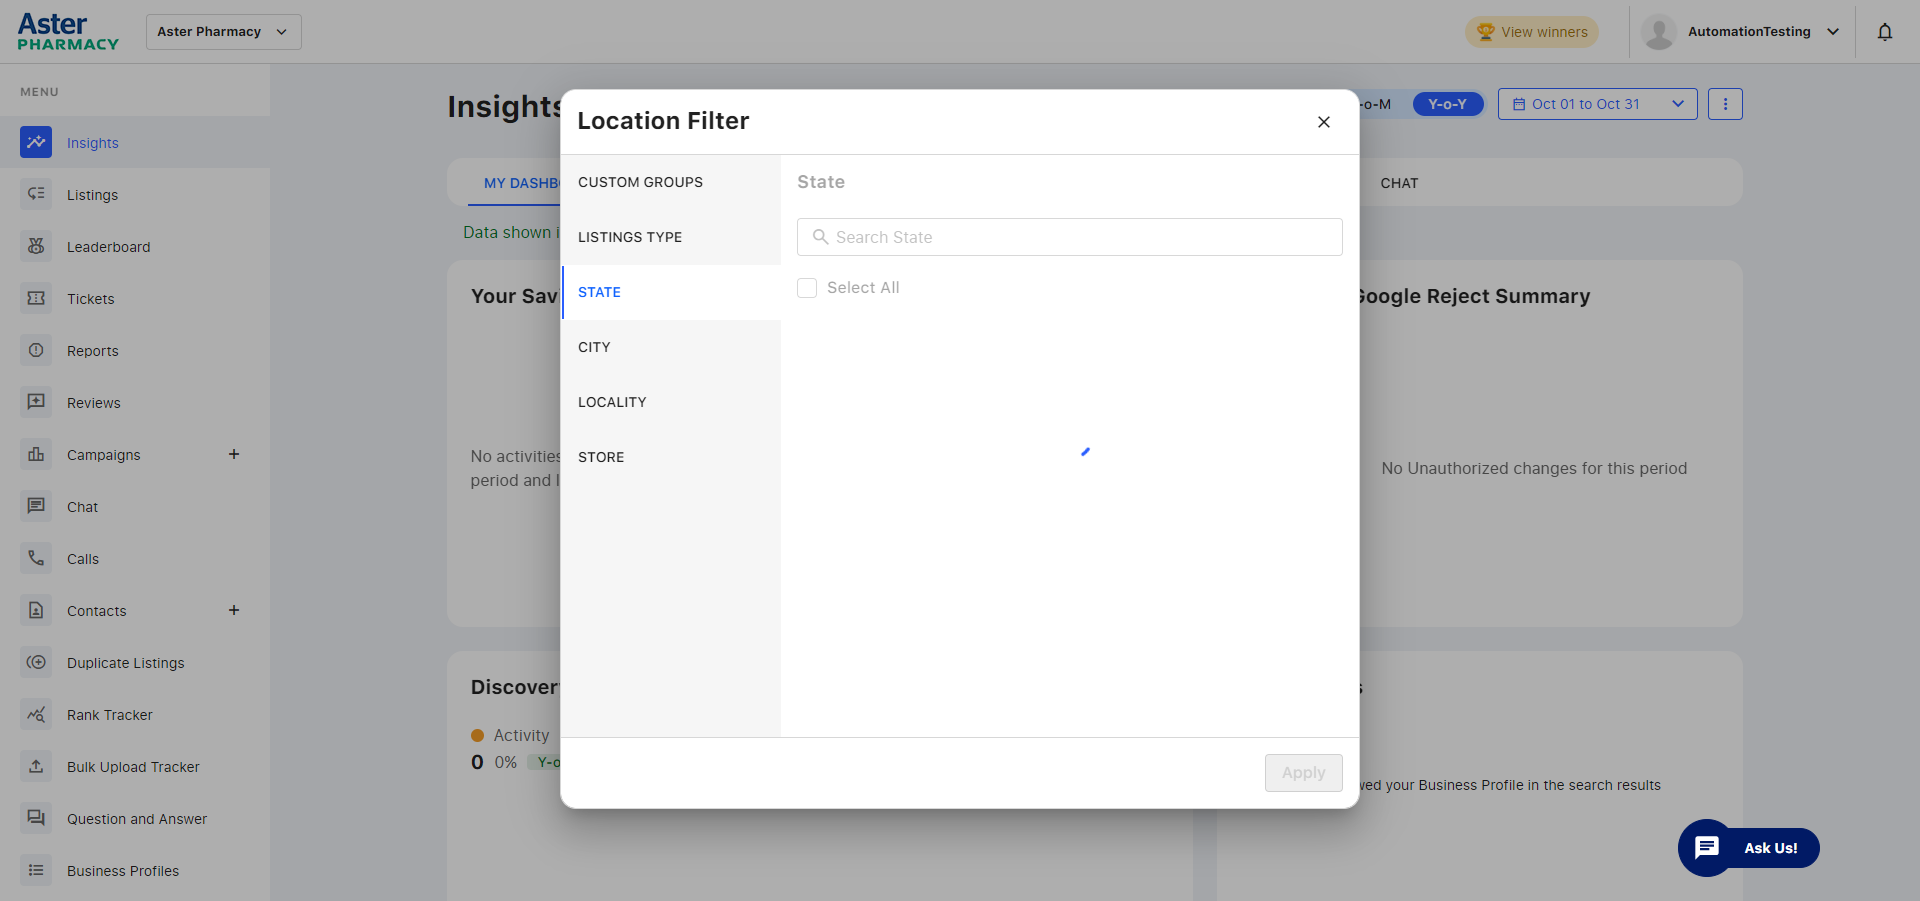 Aster
PHARMACY
Aster Pharmacy
View winners
AutomationTesting
MENU
Insights
Listings
Leaderboard
Tickets
Reports
Reviews
Campaigns
Chat
Calls
Contacts
Duplicate Listings
Rank Tracker
Bulk Upload Tracker
Question and Answer
Business Profiles
Insights
-o-M
Y-o-Y
Oct 01 to Oct 31
MY DASHB
CHAT
Data shown i
Your Savi
No activities
period and l
Google Reject Summary
No Unauthorized changes for this period
Discover
Activity
0 0% Y-o
s
wed your Business Profile in the search results
Location Filter
CUSTOM GROUPS
LISTINGS TYPE
STATE
CITY
LOCALITY
STORE
State
Search State
Select All
Apply
Ask Us!